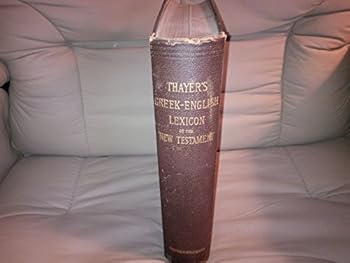 THAYER'S
GREEK-ENGLISH
LEXICON
OF THE
NEW TESTAMENT